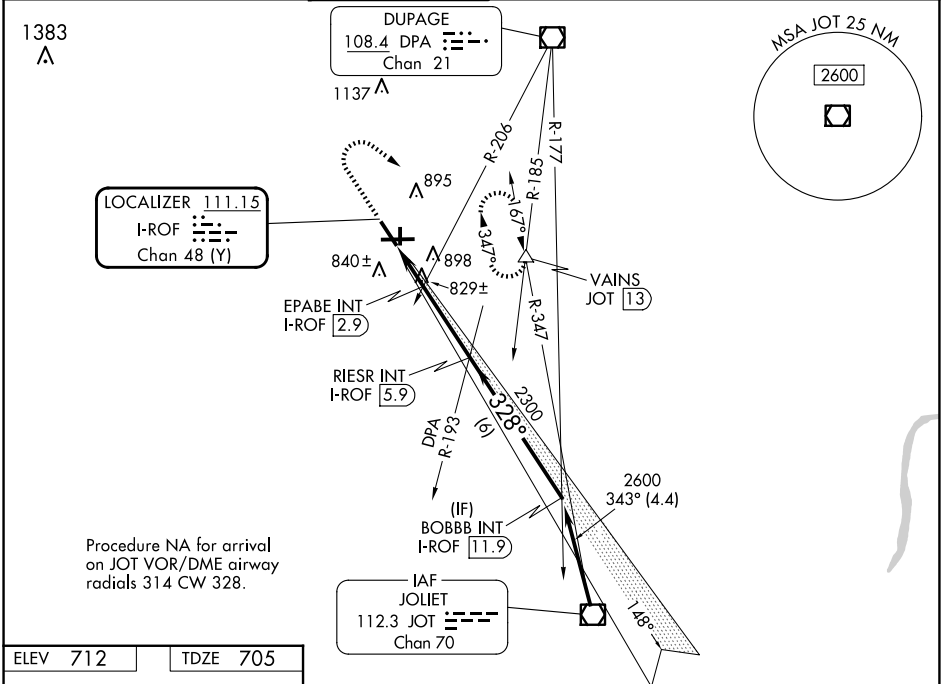 1383
DUPAGE
108.4 DPA
Chan 21
1137
MSA JOT 25 NM
2600
R-206
R-185
R-177
895
LOCALIZER 111.15
I-ROF
Chan 48 (Y)
167°
347°
840±
898
829±
VAINS
JOT 13
EPABE INT
I-ROF 2.9
R-347
RIESR INT
I-ROF 5.9
2300
328°
(6)
DPA
R-193
2600
343° (4.4)
(IF)
BOBBB INT
I-ROF 11.9
Procedure NA for arrival
on JOT VOR/DME airway
radials 314 CW 328.
IAF
JOLIET
112.3 JOT
Chan 70
148°
ELEV 712
TDZE 705